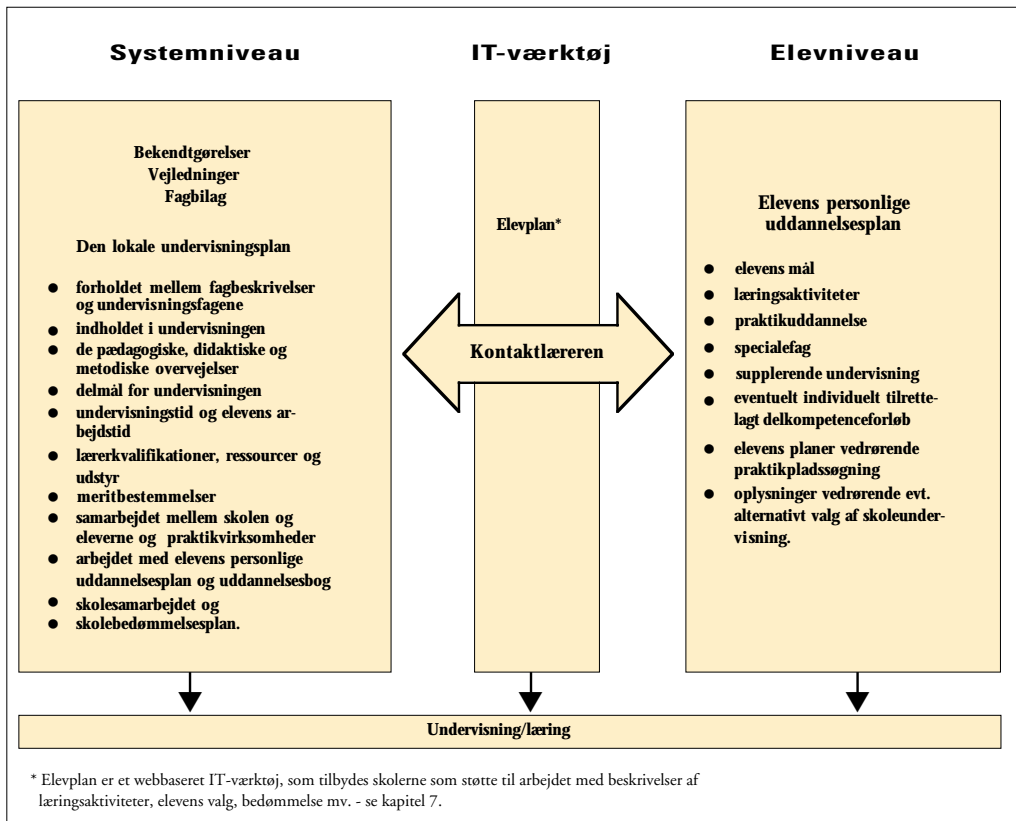 Systemniveau
IT-værktøj
Elevniveau
Bekendtgørelser
Vejledninger
Fagbilag
Den lokale undervisningsplan
● forholdet mellem fagbeskrivelser
og undervisningsfagene
● indholdet i undervisningen
● de pædagogiske, didaktiske og
metodiske overvejelser
● delmål for undervisningen
● undervisningstid og elevens ar-
bejdstid
● lærerkvalifikationer, ressourcer og
udstyr
● meritbestemmelser
● samarbejdet mellem skolen og
eleverne og praktikvirksomheder
● arbejdet med elevens personlige
uddannelsesplan og uddannelsesbog
● skolesamarbejdet og
● skolebedømmelsesplan.
Elevplan*
Kontaktlæreren
Elevens personlige
uddannelsesplan
● elevens mål
● læringsaktiviteter
● praktikuddannelse
● specialefag
● supplerende undervisning
● eventuelt individuelt tilrette-
lagt delkompetenceforløb
● elevens planer vedrørende
praktikpladssøgning
● oplysninger vedrørende evt.
alternativt valg af skoleunder-
visning.
Undervisning/læring
* Elevplan er et webbaseret IT-værktøj, som tilbydes skolerne som støtte til arbejdet med beskrivelser af
læringsaktiviteter, elevens valg, bedømmelse mv. - se kapitel 7.